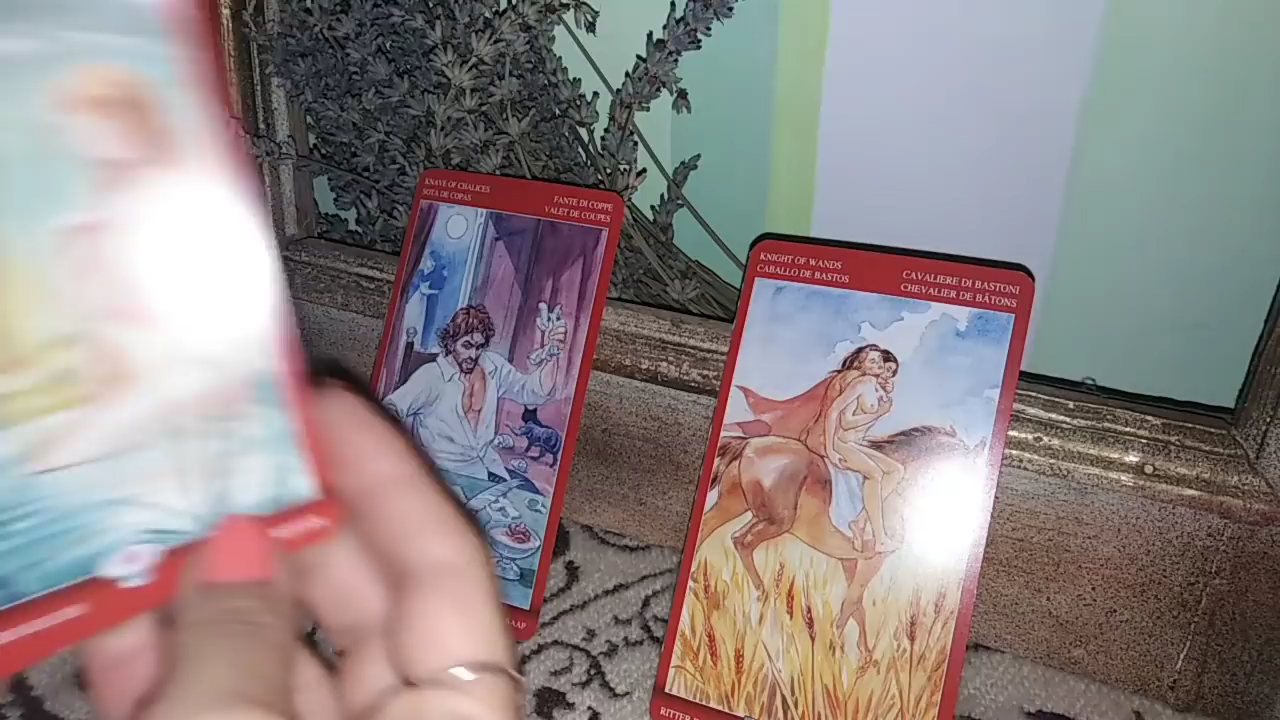 KNAVE OF CHALICES
SOTA DE COPAS
FANTE DI COPPE
VALET DE COUPES
KNIGHT OF WANDS
CABALLO DE BASTOS
CAVALIERE DI BASTONI
CHEVALIER DE BÂTONS
RITTER